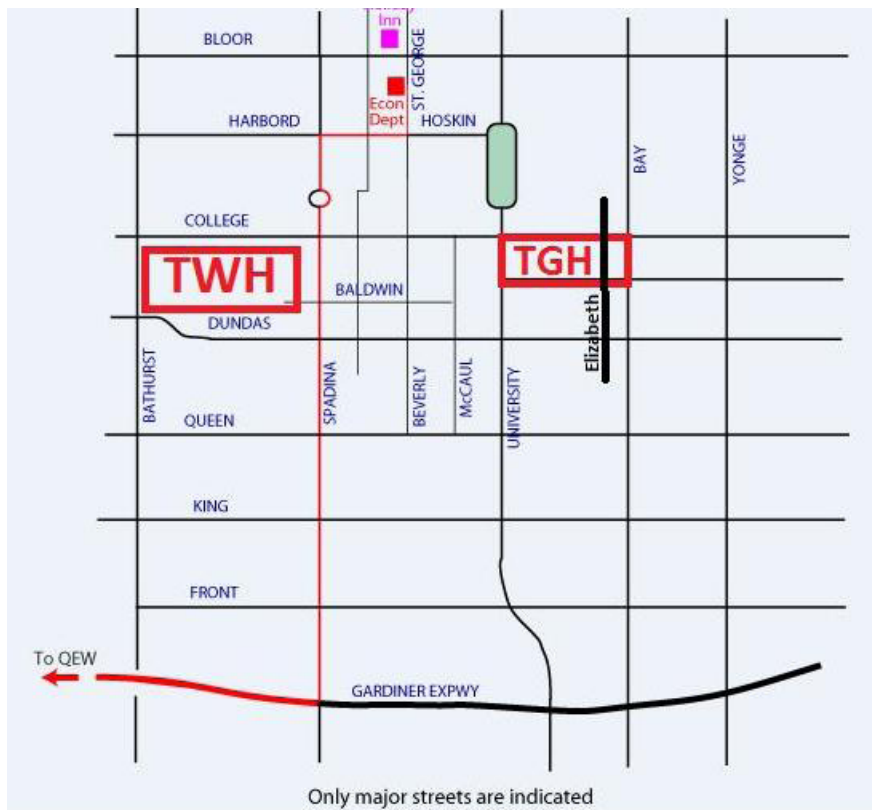 Inn
BLOOR
ST. GEORGE
Econ
Dept
HARBORD
HOSKIN
BAY
YONGE
COLLEGE
TWH
TGH
BALDWIN
DUNDAS
Elizabeth
BATHURST
SPADINA
BEVERLY
McCAUL
UNIVERSITY
QUEEN
KING
FRONT
To QEW
GARDINER EXPWY
Only major streets are indicated